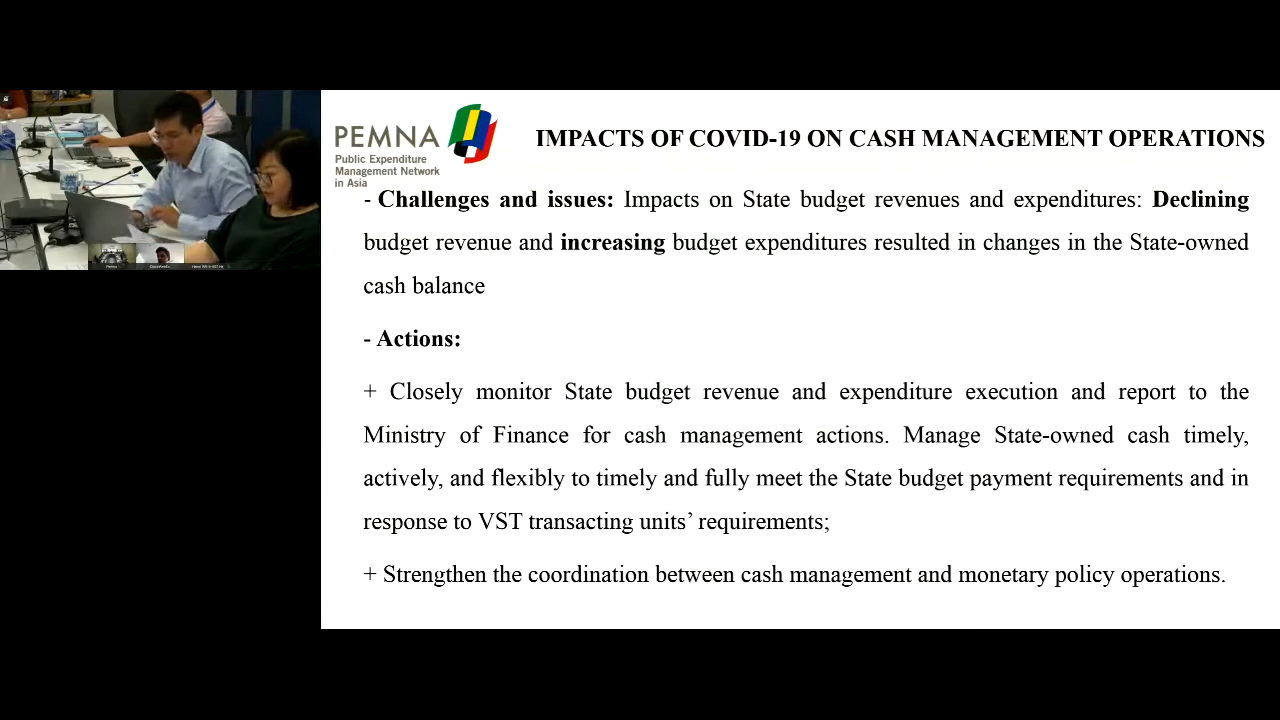 PEMNA
Public Expenditure
Management Network
in Asia
IMPACTS OF COVID-19 ON CASH MANAGEMENT OPERATIONS
- Challenges and issues: Impacts on State budget revenues and expenditures: Declining
budget revenue and increasing budget expenditures resulted in changes in the State-owned
cash balance
- Actions:
+ Closely monitor State budget revenue and expenditure execution and report to the
Ministry of Finance for cash management actions. Manage State-owned cash timely,
actively, and flexibly to timely and fully meet the State budget payment requirements and in
response to VST transacting units’ requirements;
+ Strengthen the coordination between cash management and monetary policy operations.